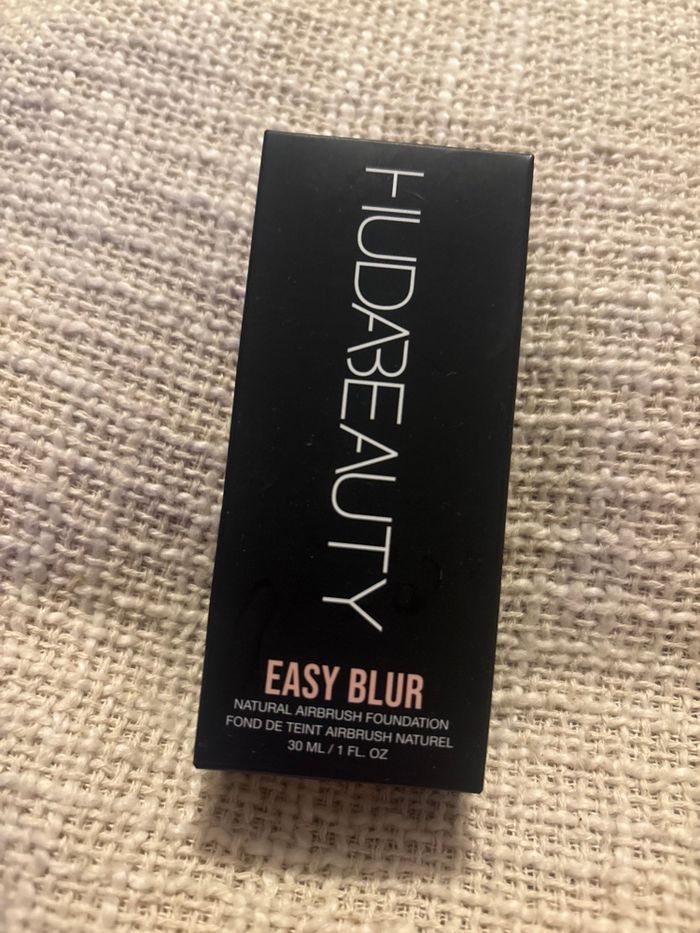 HUDABEAUTY
EASY BLUR
NATURAL AIRBRUSH FOUNDATION
FOND DE TEINT AIRBRUSH NATUREL
30 ML / 1 FL. OZ